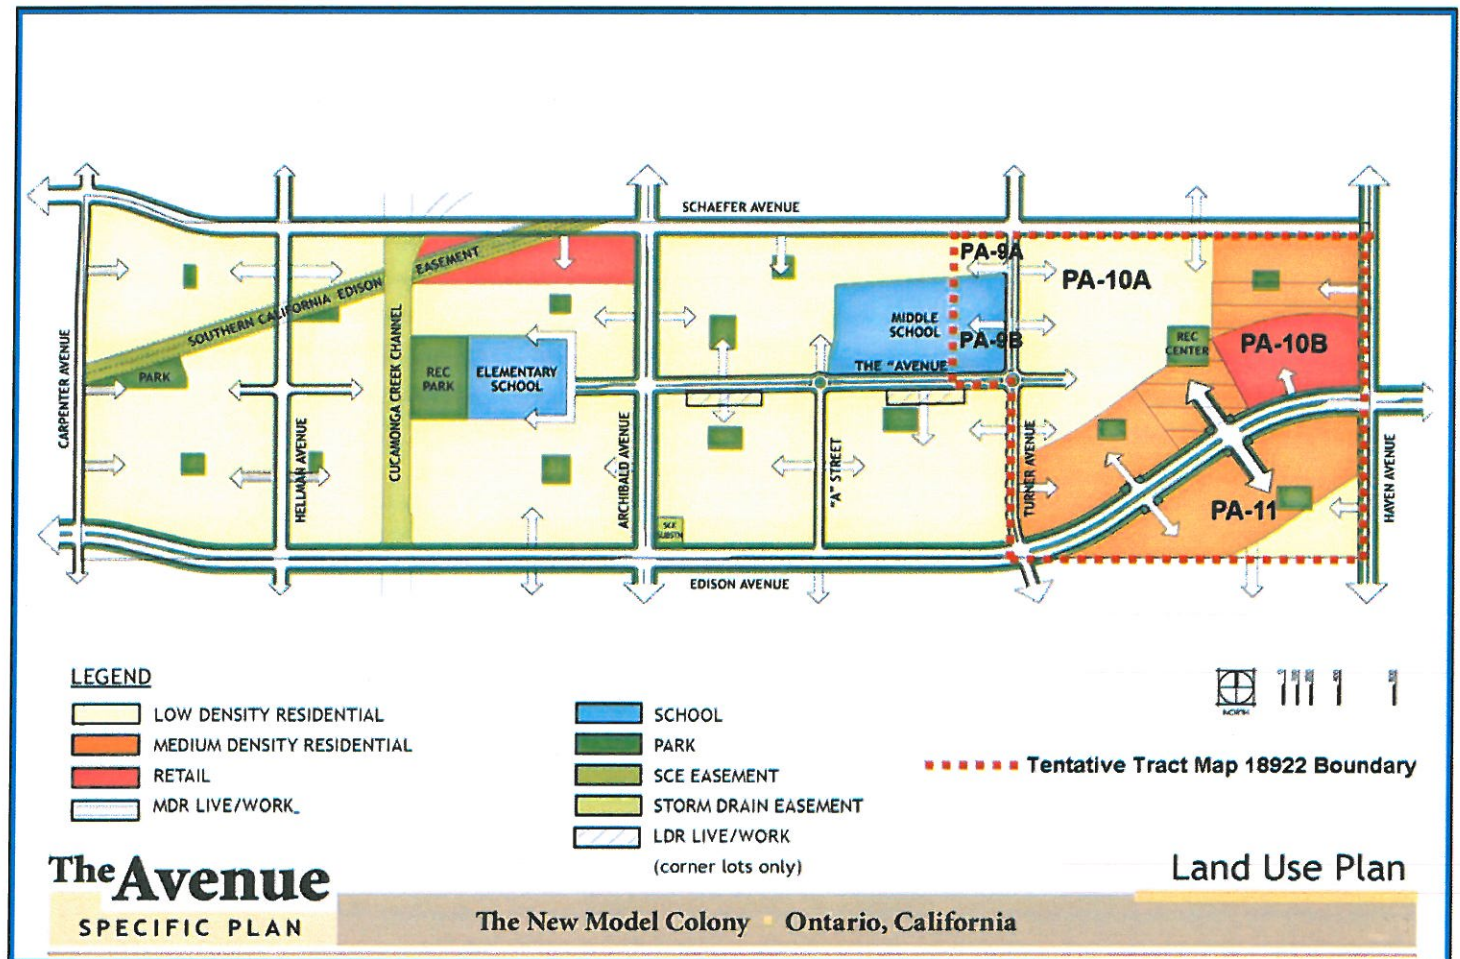 SCHAEFER AVENUE
PA-9A
PA-10A
SOUTHERN CALIFORNIA EDISON EASEMENT
CARPENTER AVENUE
PARK
HELLMAN AVENUE
CUCAMONGA CREEK CHANNEL
REC
PARK
ELEMENTARY
SCHOOL
ARCHIBALD AVENUE
SCE
SUBSTN
MIDDLE
SCHOOL
PA-9B
THE "AVENUE
"A" STREET
TURNER AVENUE
REC
CENTER
PA-10B
PA-11
HAVEN AVENUE
EDISON AVENUE
LEGEND
LOW DENSITY RESIDENTIAL
MEDIUM DENSITY RESIDENTIAL
RETAIL
MDR LIVE/WORK
SCHOOL
PARK
SCE EASEMENT
STORM DRAIN EASEMENT
LDR LIVE/WORK
(corner lots only)
NORTH
Tentative Tract Map 18922 Boundary
The Avenue
SPECIFIC PLAN
Land Use Plan
The New Model Colony Ontario, California